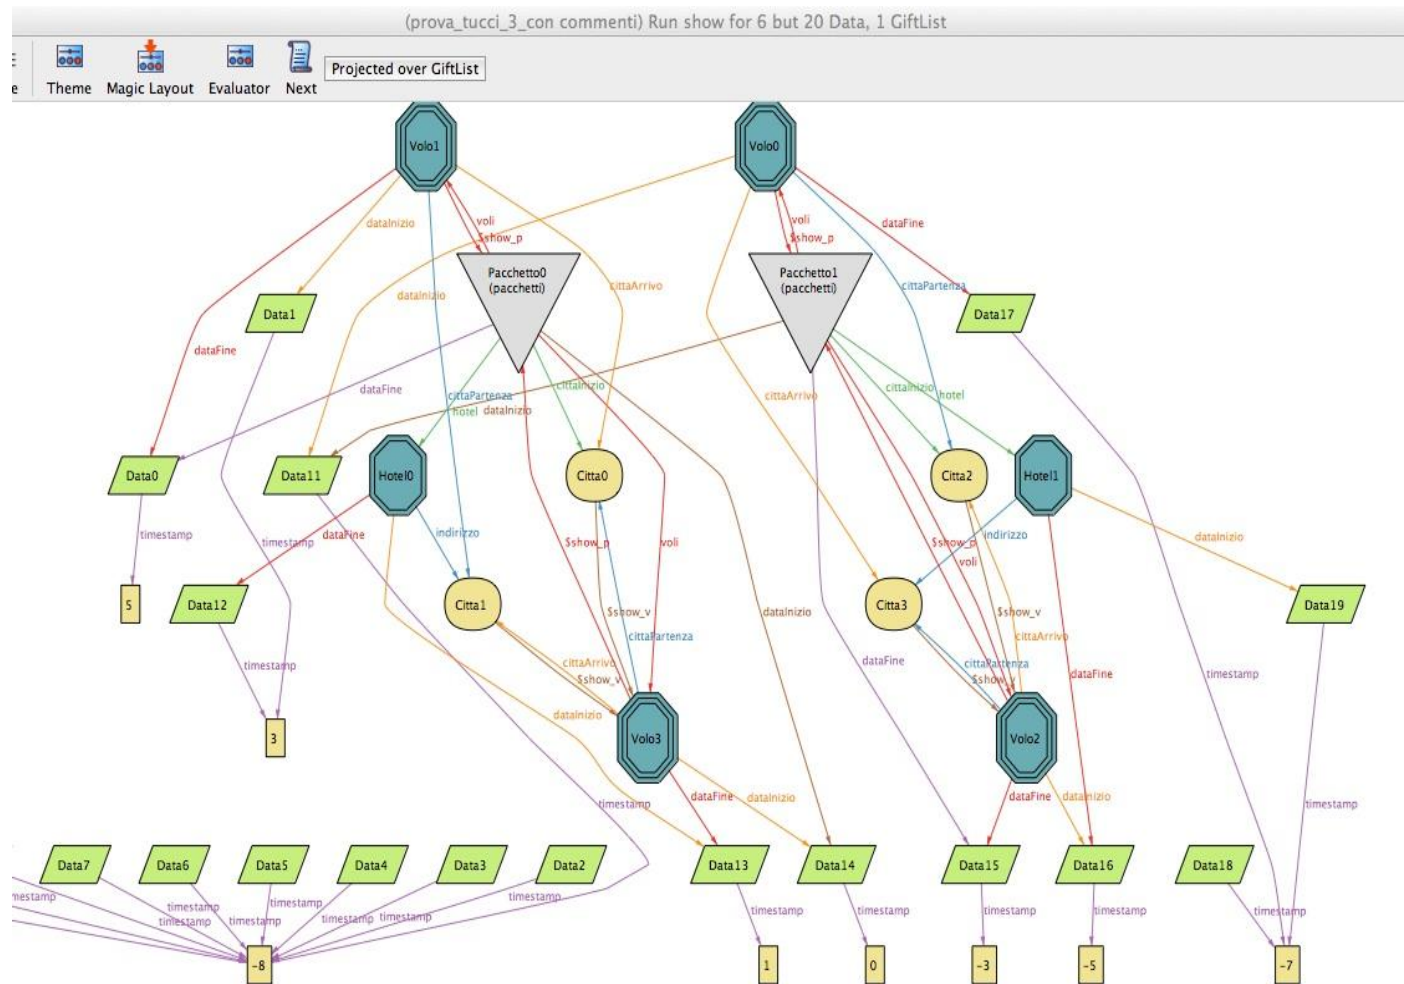 (prova_tucci_3_con commenti) Run show for 6 but 20 Data, 1 GiftList
Theme
Magic Layout
Evaluator
Next
Projected over GiftList
Volo1
Volo0
dataInizio
voli
$show_p
voli
$show_p
dataFine
cittaArrivo
cittaPartenza
dataInizio
Pacchetto0
(pacchetti)
Pacchetto1
(pacchetti)
Data1
Data17
dataFine
dataFine
cittaPartenza
cittaInizio
hotel
dataInizio
cittaArrivo
cittaInizio
hotel
Data0
Data11
Hotel0
Citta0
Citta2
Hotel1
timestamp
timestamp
dataFine
indirizzo
$show_p
voli
$show_p
voli
indirizzo
dataInizio
5
Data12
Citta1
$show_v
cittaPartenza
dataInizio
Citta3
$show_v
cittaArrivo
Data19
timestamp
cittaArrivo
$show_v
dataFine
cittaPartenza
$show_v
dataFine
timestamp
dataInizio
3
Volo3
Volo2
timestamp
dataFine
dataInizio
dataFine
dataInizio
timestamp
Data7
Data6
Data5
Data4
Data3
Data2
Data13
Data14
Data15
Data16
Data18
timestamp
timestamp
timestamp
timestamp
timestamp
timestamp
timestamp
timestamp
timestamp
timestamp
timestamp
-8
1
0
-3
-5
-7